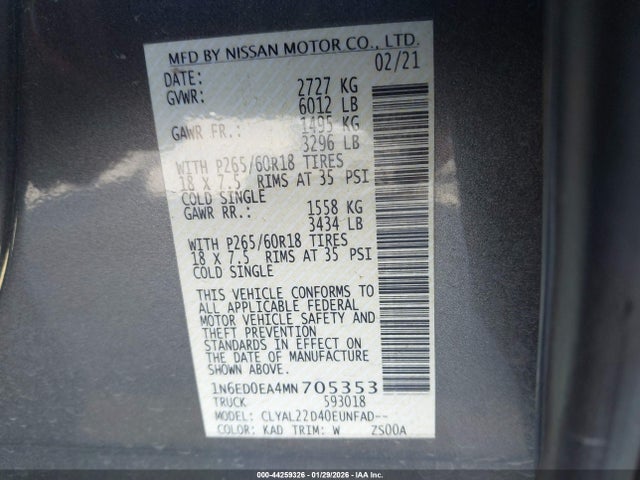 MFD BY NISSAN MOTOR CO., LTD.
DATE: 02/21
GVWR: 2727 KG
6012 LB
GAWR FR.: 1495 KG
3296 LB
WITH P265/60R18 TIRES
18 X 7.5 RIMS AT 35 PSI
COLD SINGLE
GAWR RR.: 1558 KG
3434 LB
WITH P265/60R18 TIRES
18 X 7.5 RIMS AT 35 PSI
COLD SINGLE
THIS VEHICLE CONFORMS TO
ALL APPLICABLE FEDERAL
MOTOR VEHICLE SAFETY AND
THEFT PREVENTION
STANDARDS IN EFFECT ON
THE DATE OF MANUFACTURE
SHOWN ABOVE.
1N6ED0EA4MN705353
TRUCK 593018
MODEL: CLYAL22D40EUNFAD--
COLOR: KAD TRIM: W ZS00A
000-44259326 - 01/29/2026 - IAA Holdings, LLC